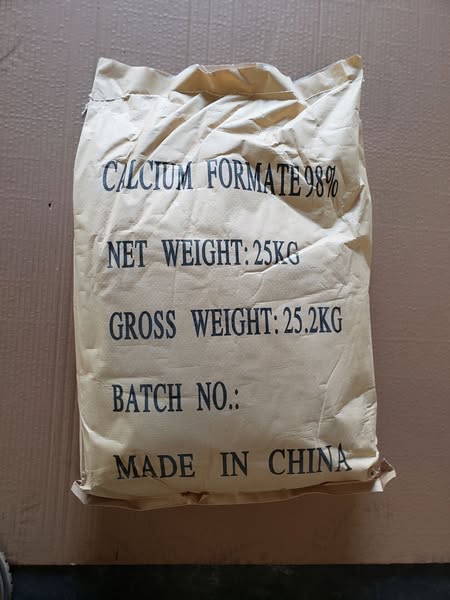 CALCIUM FORMATE 98%
NET WEIGHT: 25KG
GROSS WEIGHT: 25.2KG
BATCH NO.:
MADE IN CHINA